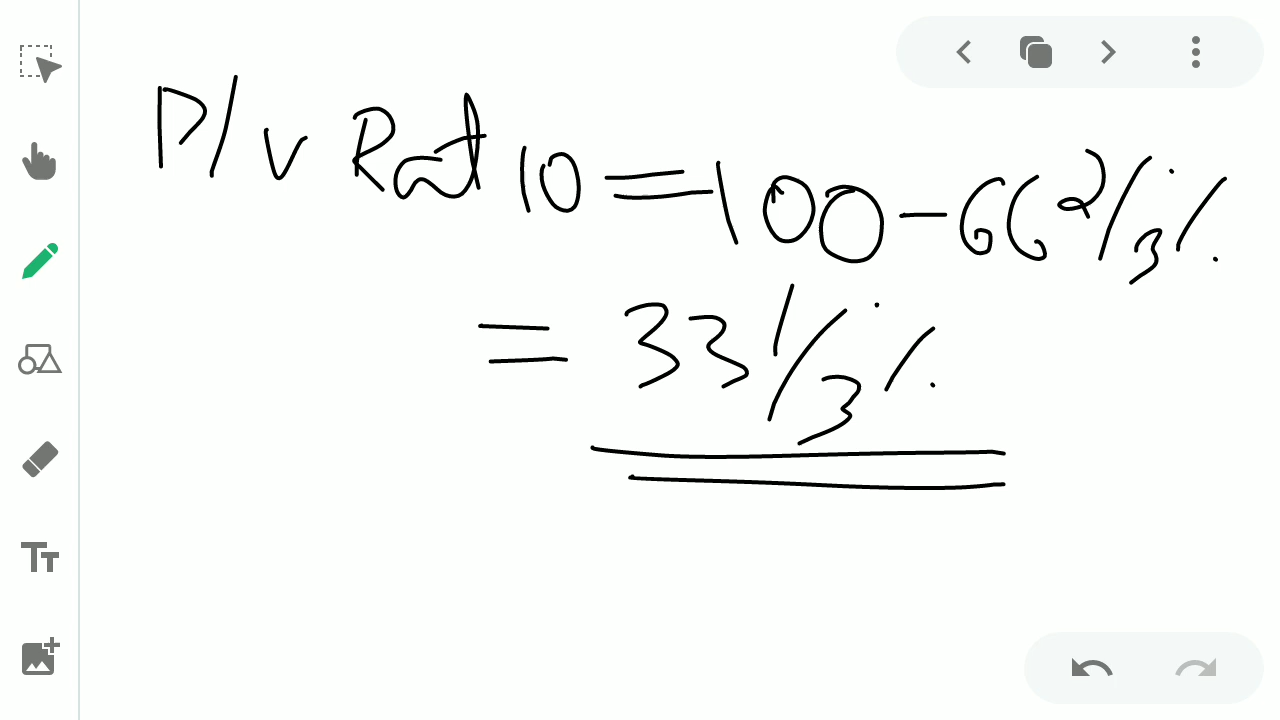 P/v Ratio = 100 - 66 2/3 %
= 33 1/3 %